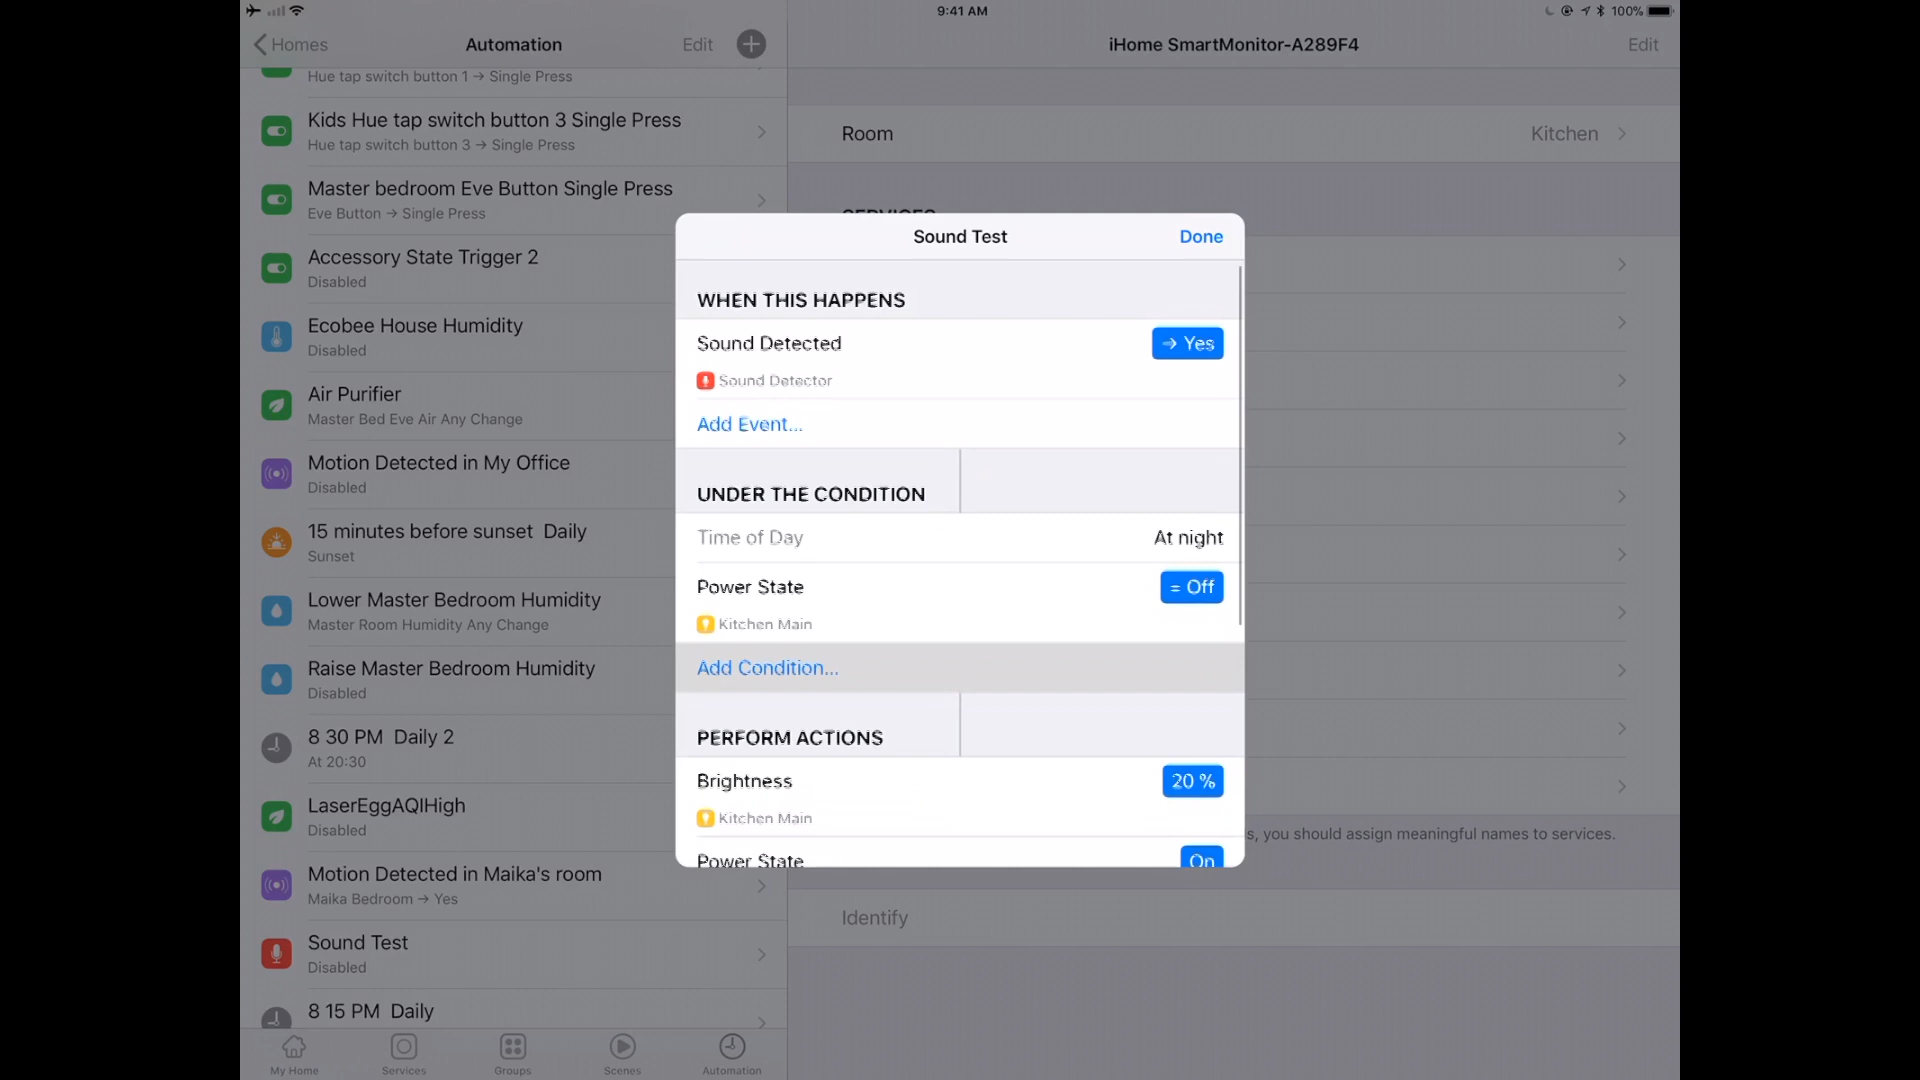 9:41 AM
100%
Homes
Automation
Edit
iHome SmartMonitor-A289F4
Edit
Hue tap switch button 1 → Single Press
Kids Hue tap switch button 3 Single Press
Hue tap switch button 3 → Single Press
Master bedroom Eve Button Single Press
Eve Button → Single Press
Accessory State Trigger 2
Disabled
Ecobee House Humidity
Disabled
Air Purifier
Master Bed Eve Air Any Change
Motion Detected in My Office
Disabled
15 minutes before sunset Daily
Sunset
Lower Master Bedroom Humidity
Master Room Humidity Any Change
Raise Master Bedroom Humidity
Disabled
8 30 PM Daily 2
At 20:30
LaserEggAQIHigh
Disabled
Motion Detected in Maika's room
Maika Bedroom → Yes
Sound Test
Disabled
8 15 PM Daily
My Home
Services
Groups
Scenes
Automation
Room
Kitchen
SERVICES
Sound Test
Done
WHEN THIS HAPPENS
Sound Detected
→ Yes
Sound Detector
Add Event...
UNDER THE CONDITION
Time of Day
At night
Power State
= Off
Kitchen Main
Add Condition...
PERFORM ACTIONS
Brightness
20 %
Kitchen Main
Power State
On
s, you should assign meaningful names to services.
Identify